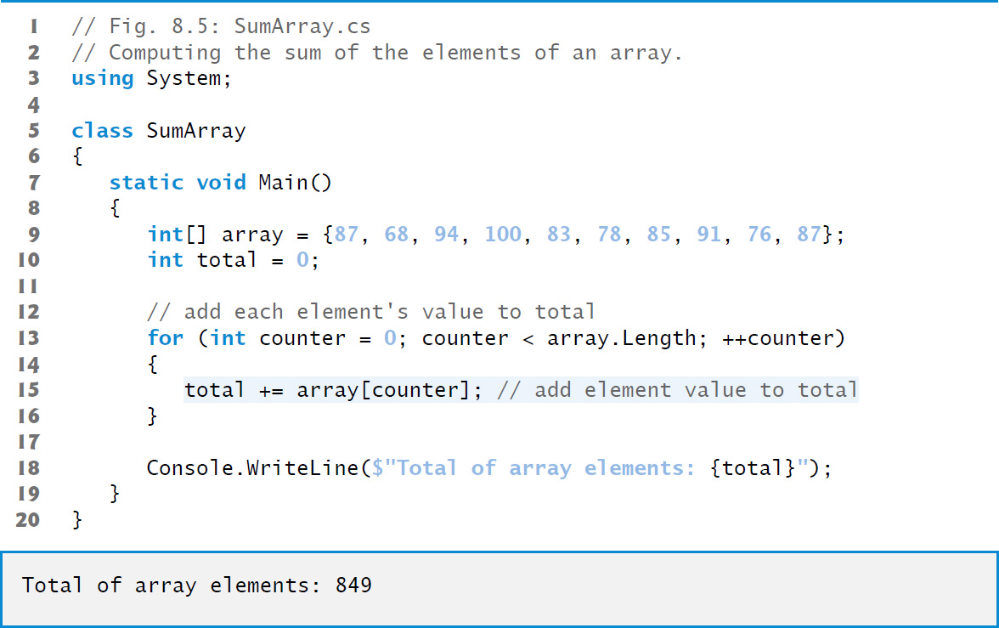 1 // Fig. 8.5: SumArray.cs
2 // Computing the sum of the elements of an array.
3 using System;
4
5 class SumArray
6 {
7 static void Main()
8 {
9 int[] array = {87, 68, 94, 100, 83, 78, 85, 91, 76, 87};
10 int total = 0;
11
12 // add each element's value to total
13 for (int counter = 0; counter < array.Length; ++counter)
14 {
15 total += array[counter]; // add element value to total
16 }
17
18 Console.WriteLine($"Total of array elements: {total}");
19 }
20 }
Total of array elements: 849